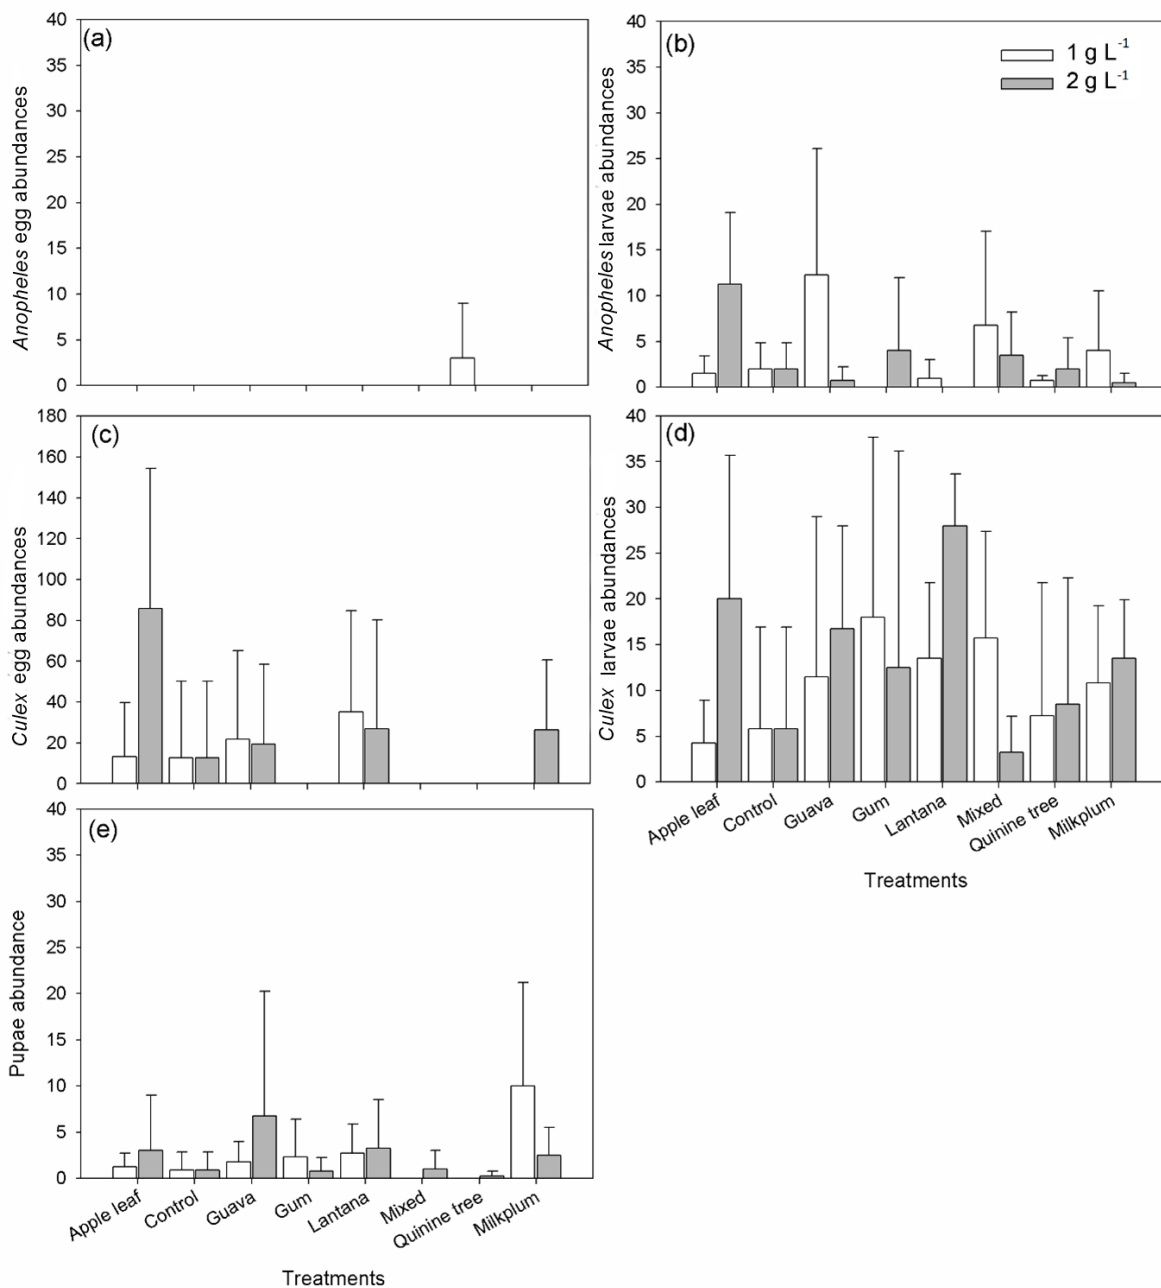 (a)
40
35
30
25
20
15
10
5
0
Anopheles egg abundances
(b)
1 g L-1
2 g L-1
40
35
30
25
20
15
10
5
0
Anopheles larvae abundances
(c)
180
160
140
120
100
80
60
40
20
0
Culex egg abundances
(d)
40
35
30
25
20
15
10
5
0
Culex larvae abundances
Apple leaf
Control
Guava
Gum
Lantana
Mixed
Quinine tree
Milkplum
Treatments
(e)
40
35
30
25
20
15
10
5
0
Pupae abundance
Apple leaf
Control
Guava
Gum
Lantana
Mixed
Quinine tree
Milkplum
Treatments